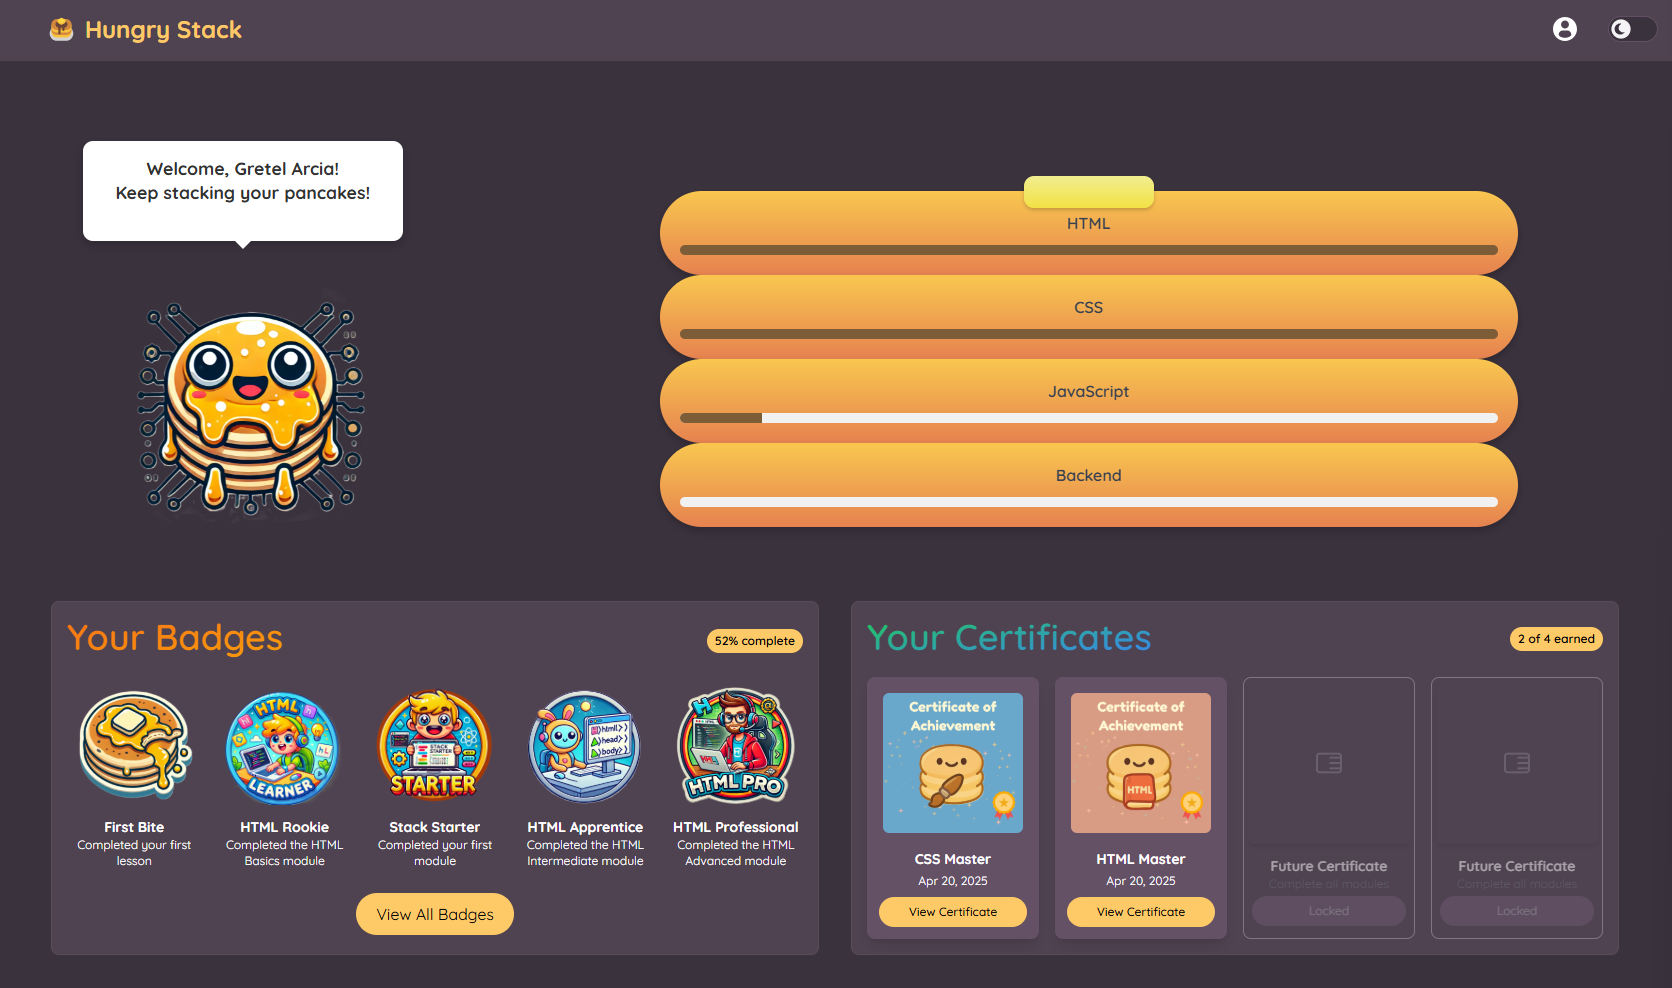 Hungry Stack
Welcome, Gretel Arcia!
Keep stacking your pancakes!
HTML
CSS
JavaScript
Backend
Your Badges
52% complete
HTML
LEARNER
STACK
STARTER
STARTER
html
head
body
HTML PRO
First Bite
Completed your first
lesson
HTML Rookie
Completed the HTML
Basics module
Stack Starter
Completed your first
module
HTML Apprentice
Completed the HTML
Intermediate module
HTML Professional
Completed the HTML
Advanced module
View All Badges
Your Certificates
2 of 4 earned
Certificate of
Achievement
CSS Master
Apr 20, 2025
View Certificate
Certificate of
Achievement
HTML
HTML Master
Apr 20, 2025
View Certificate
Future Certificate
Complete all modules
Locked
Future Certificate
Complete all modules
Locked